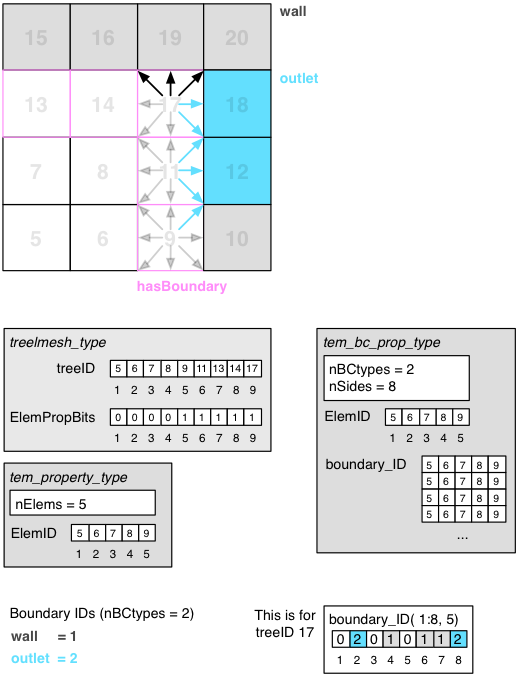 15 16 19 20 wall
outlet
13 14 17 18
7 8 11 12
5 6 9 10
hasBoundary
treelmesh_type
treeID 5 6 7 8 9 11 13 14 17
1 2 3 4 5 6 7 8 9
ElemPropBits 0 0 0 0 1 1 1 1 1
1 2 3 4 5 6 7 8 9
tem_property_type
nElems = 5
ElemID 5 6 7 8 9
1 2 3 4 5
tem_bc_prop_type
nBCtypes = 2
nSides = 8
ElemID 5 6 7 8 9
1 2 3 4 5
boundary_ID 5 6 7 8 9
5 6 7 8 9
5 6 7 8 9
5 6 7 8 9
...
Boundary IDs (nBCtypes = 2)
wall = 1
outlet = 2
This is for
treeID 17
boundary_ID( 1:8, 5)
0 2 0 1 0 1 1 2
1 2 3 4 5 6 7 8